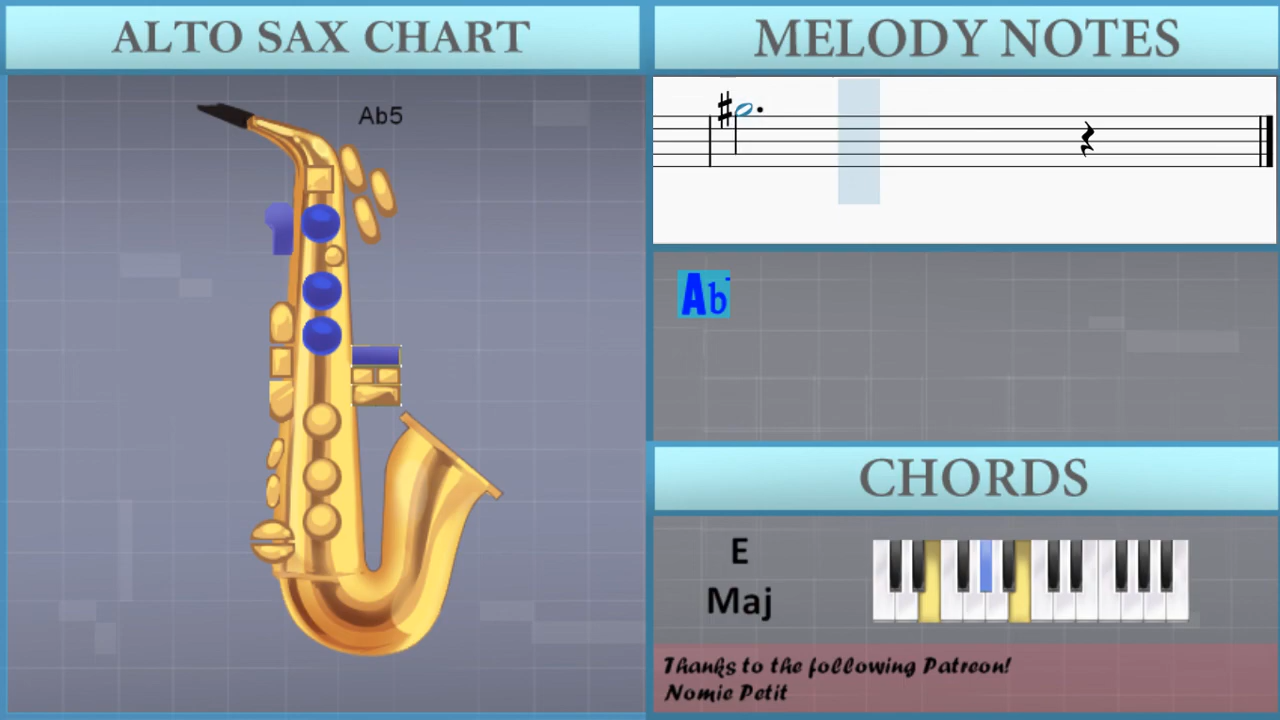 ALTO SAX CHART
MELODY NOTES
Ab5
Ab
CHORDS
E
Maj
Thanks to the following Patreon!
Nomie Petit